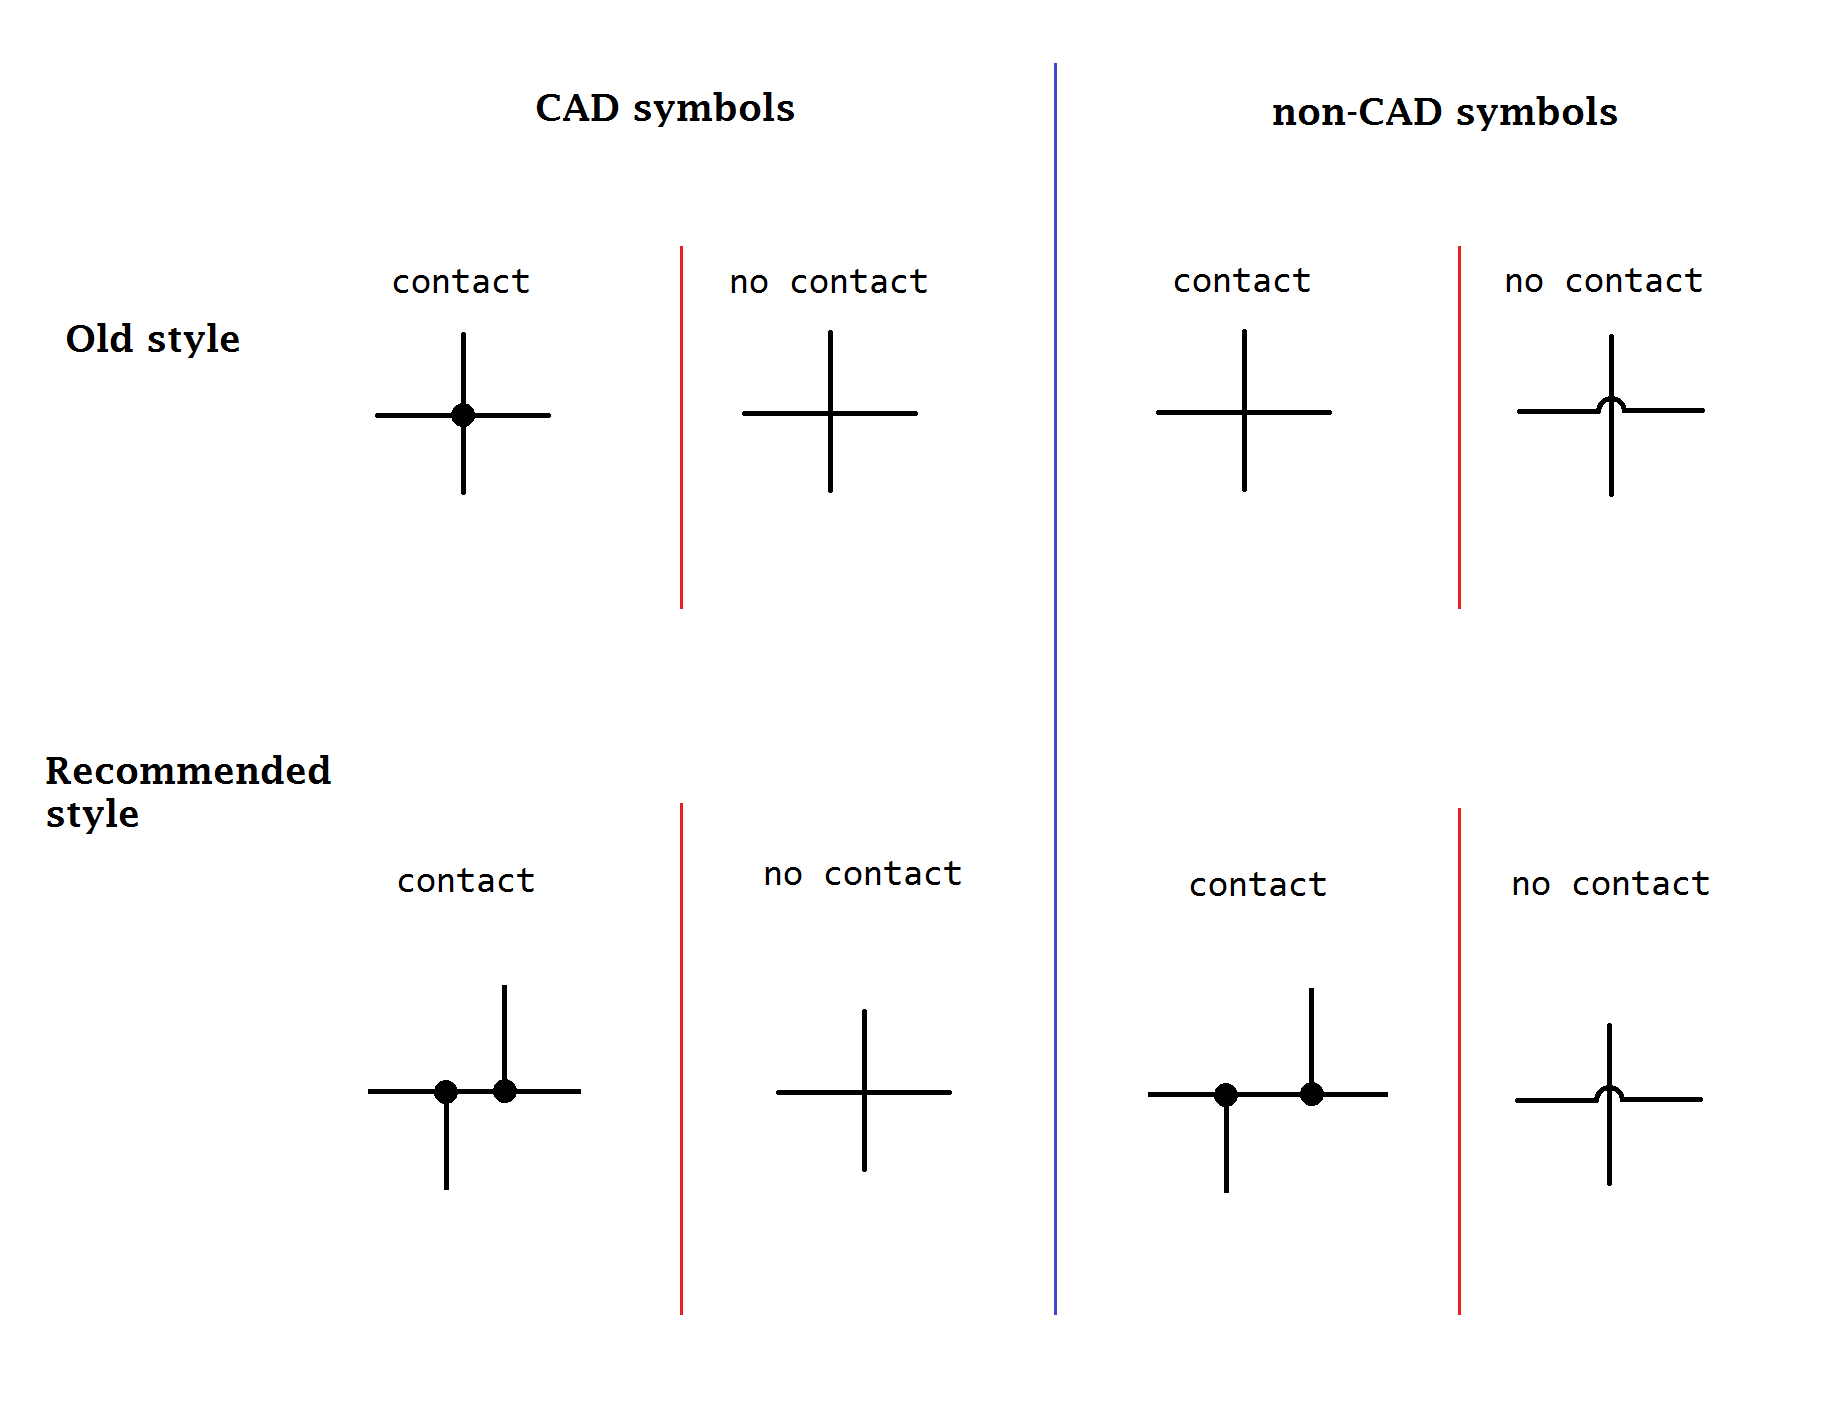 CAD symbols
non-CAD symbols
Old style
contact
no contact
contact
no contact
Recommended
style
contact
no contact
contact
no contact